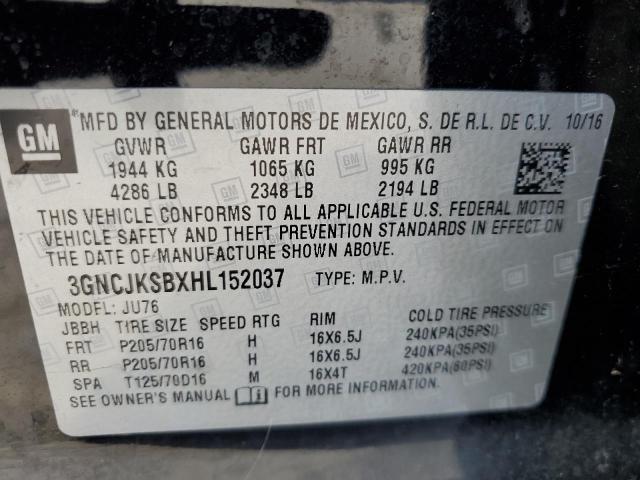 GM
MFD BY GENERAL MOTORS DE MEXICO, S. DE R.L. DE C.V. 10/16
GVWR GAWR FRT GAWR RR
1944 KG 1065 KG 995 KG
4286 LB 2348 LB 2194 LB
THIS VEHICLE CONFORMS TO ALL APPLICABLE U.S. FEDERAL MOTOR
VEHICLE SAFETY AND THEFT PREVENTION STANDARDS IN EFFECT ON
THE DATE OF MANUFACTURE SHOWN ABOVE.
3GNCJKSBXHL152037 TYPE: M.P.V.
MODEL: JU76
JBBH TIRE SIZE SPEED RTG RIM COLD TIRE PRESSURE
FRT P205/70R16 H 16X6.5J 240KPA(35PSI)
RR P205/70R16 H 16X6.5J 240KPA(35PSI)
SPA T125/70D16 M 16X4T 420KPA(60PSI)
SEE OWNER'S MANUAL FOR MORE INFORMATION